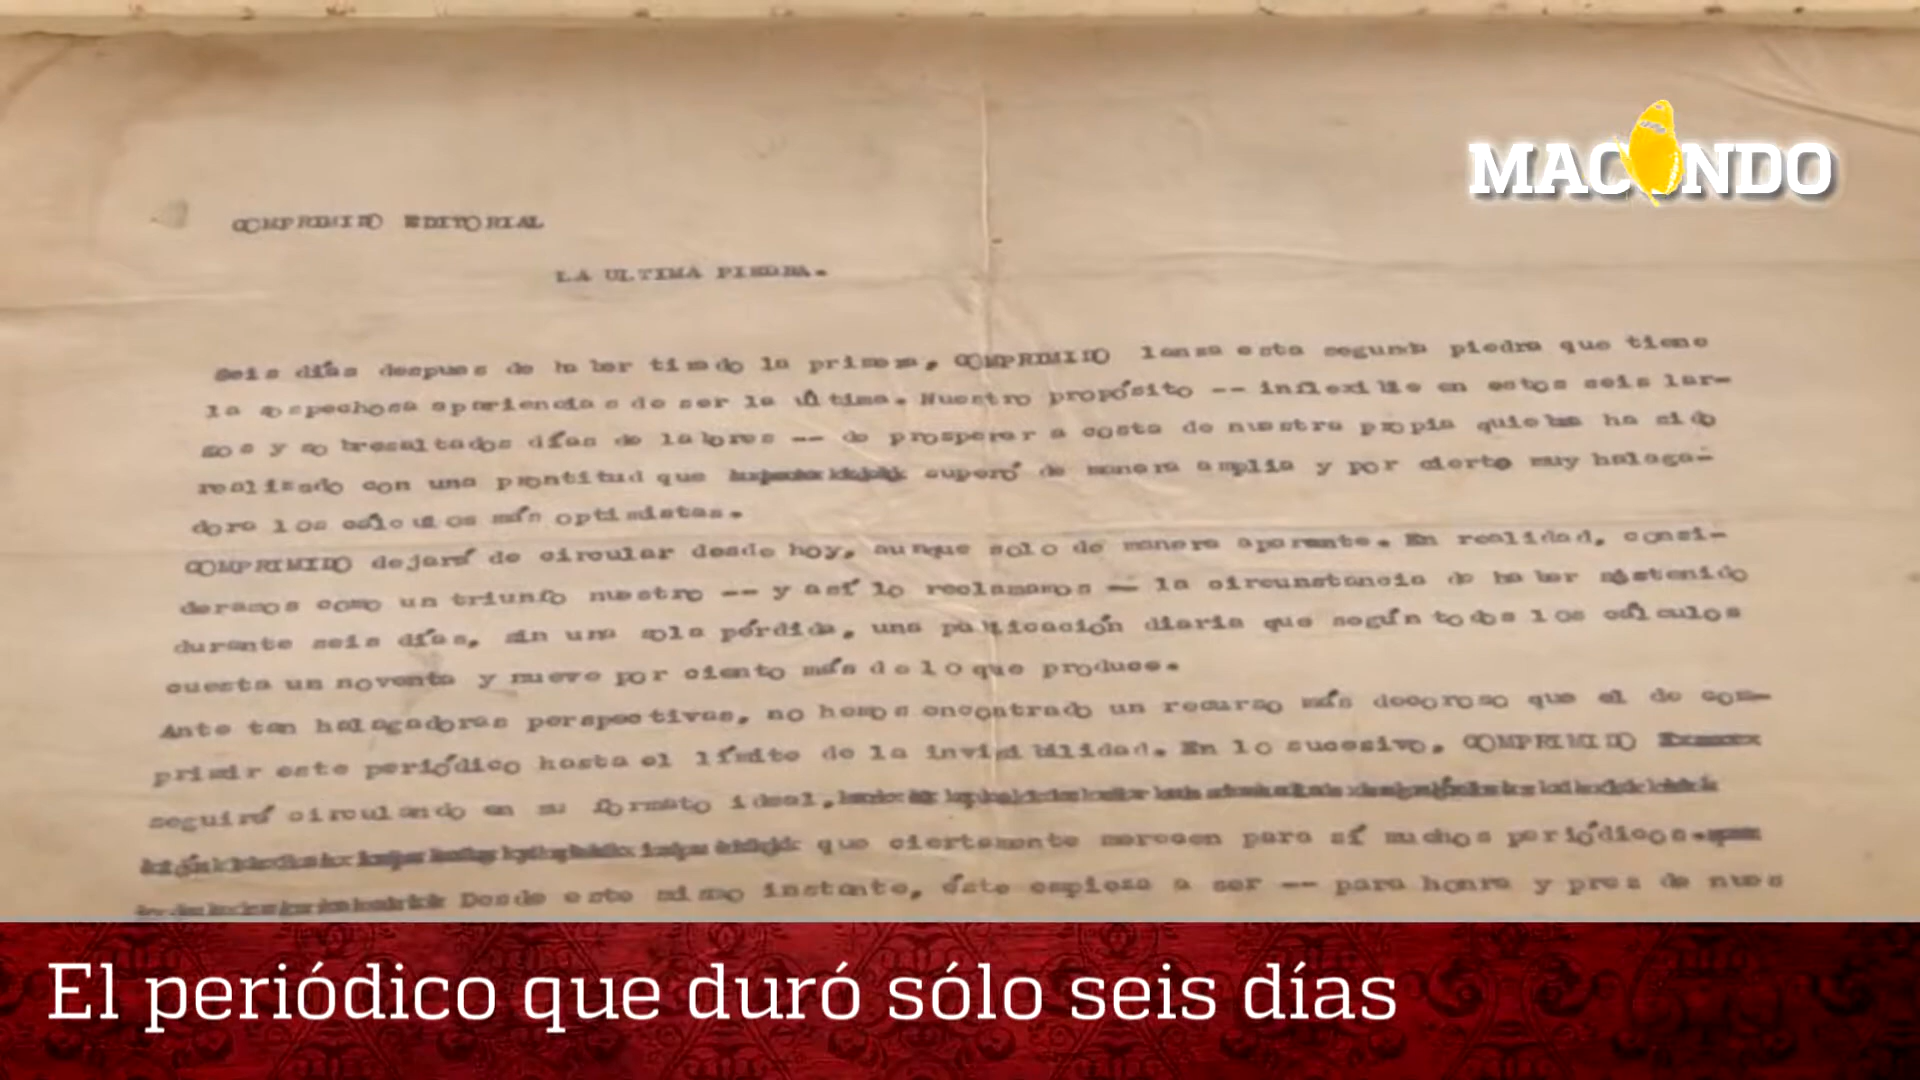 MACONDO
COMPRIMIDO EDITORIAL
LA ULTIMA PIEDRA.
Seis días despues de haber tirado la primera, COMPRIMIDO lanza esta segunda piedra que tiene
la sospechosa apariencia de ser la última. Nuestro propósito -- inflexible en estos seis lar-
gos y sobresaltados días de labores -- de prosperar a costa de nuestra propia quiebra ha sido
realizado con una prontitud que superó de manera amplia y por cierto muy halaga-
dora los cálculos más optimistas.
COMPRIMIDO dejará de circular desde hoy, aunque solo de manera aparente. En realidad, consi-
deramos como un triunfo nuestro -- y así lo reclamamos -- la circunstancia de haber sostenido
durante seis días, sin una sola pérdida, una publicación diaria que según todos los cálculos
cuesta un noventa y nueve por ciento más de lo que produce.
Ante tan halagadoras perspectivas, no hemos encontrado un recurso más decoroso que el de com-
primir este periódico hasta el límite de la invisibilidad. En lo sucesivo, COMPRIMIDO
seguirá circulando en su formato ideal,
que ciertamente merecen para sí muchos periódicos.
Desde este mismo instante, éste empieza a ser -- para honra y prez de nues
El periódico que duró sólo seis días